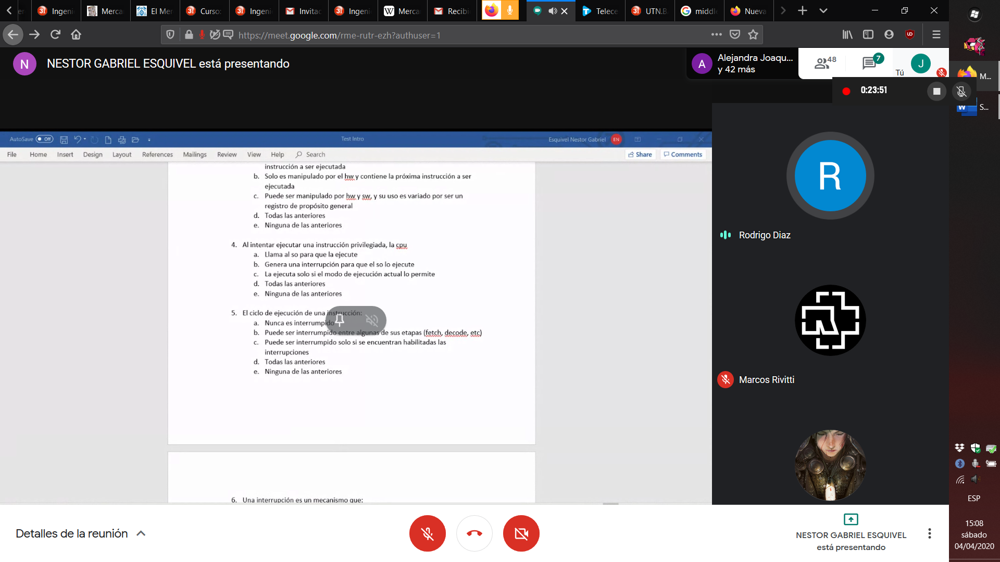 Ingeni
Merca
El Mer
Curso:
Ingeni
Invitac
Ingeni
W Merca
Recibi
Telece
UTN.B
middl
Nueva
https://meet.google.com/rme-rutr-ezh?authuser=1
N
NESTOR GABRIEL ESQUIVEL está presentando
A
Alejandra Joaqu...
y 42 más
48
7
Tú
J
M...
0:23:51
S...
AutoSave Off
Test Intro
Esquivel Nestor Gabriel EN
File Home Insert Design Layout References Mailings Review View Help Search Share Comments
instrucción a ser ejecutada
b. Solo es manipulado por el hw y contiene la próxima instrucción a ser
ejecutada
c. Puede ser manipulado por hw y sw, y su uso es variado por ser un
registro de propósito general
d. Todas las anteriores
e. Ninguna de las anteriores
4. Al intentar ejecutar una instrucción privilegiada, la cpu
a. Llama al so para que la ejecute
b. Genera una interrupción para que el so lo ejecute
c. La ejecuta solo si el modo de ejecución actual lo permite
d. Todas las anteriores
e. Ninguna de las anteriores
5. El ciclo de ejecución de una instrucción:
a. Nunca es interrumpido
b. Puede ser interrumpido entre algunas de sus etapas (fetch, decode, etc)
c. Puede ser interrumpido solo si se encuentran habilitadas las
interrupciones
d. Todas las anteriores
e. Ninguna de las anteriores
6. Una interrupción es un mecanismo que:
R
Rodrigo Diaz
Marcos Rivitti
Detalles de la reunión
NESTOR GABRIEL ESQUIVEL
está presentando
ESP
15:08
sábado
04/04/2020